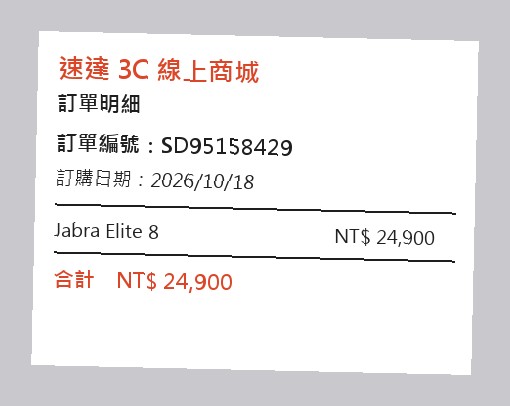 速達 3C 線上商城
訂單明細
訂單編號：SD95158429
訂購日期：2026/10/18
Jabra Elite 8 NT$ 24,900
合計 NT$ 24,900